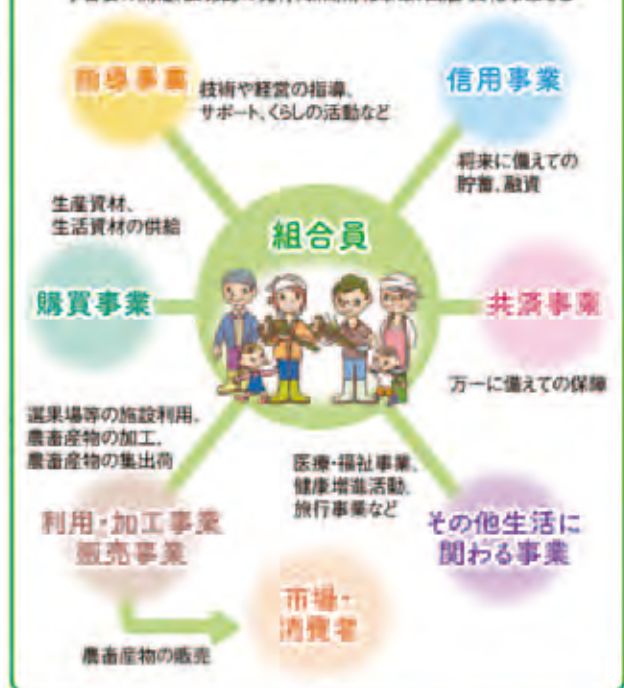 指導事業
技術や経営の指導、
サポート、くらしの活動など
信用事業
将来に備えての
貯蓄、融資
生産資材、
生活資材の供給
組合員
購買事業
共済事業
万一に備えての保障
選果場等の施設利用、
農畜産物の加工、
農畜産物の集出荷
医療・福祉事業、
健康増進活動、
旅行事業など
利用・加工事業
販売事業
その他生活に
関わる事業
市場・
消費者
農畜産物の販売